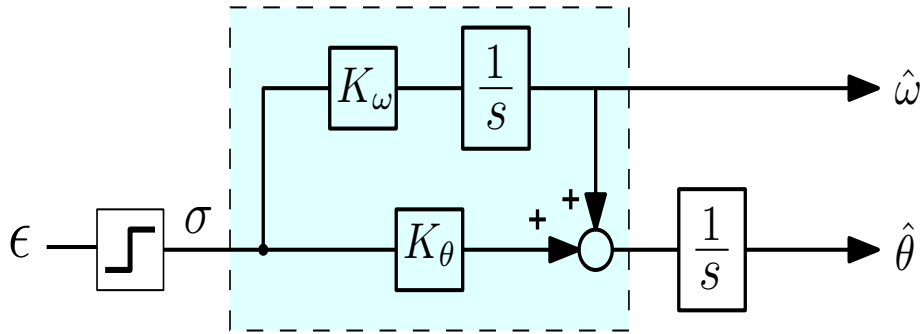 K_ω
1/s
ω̂
+
+
ϵ
σ
K_θ
1/s
θ̂